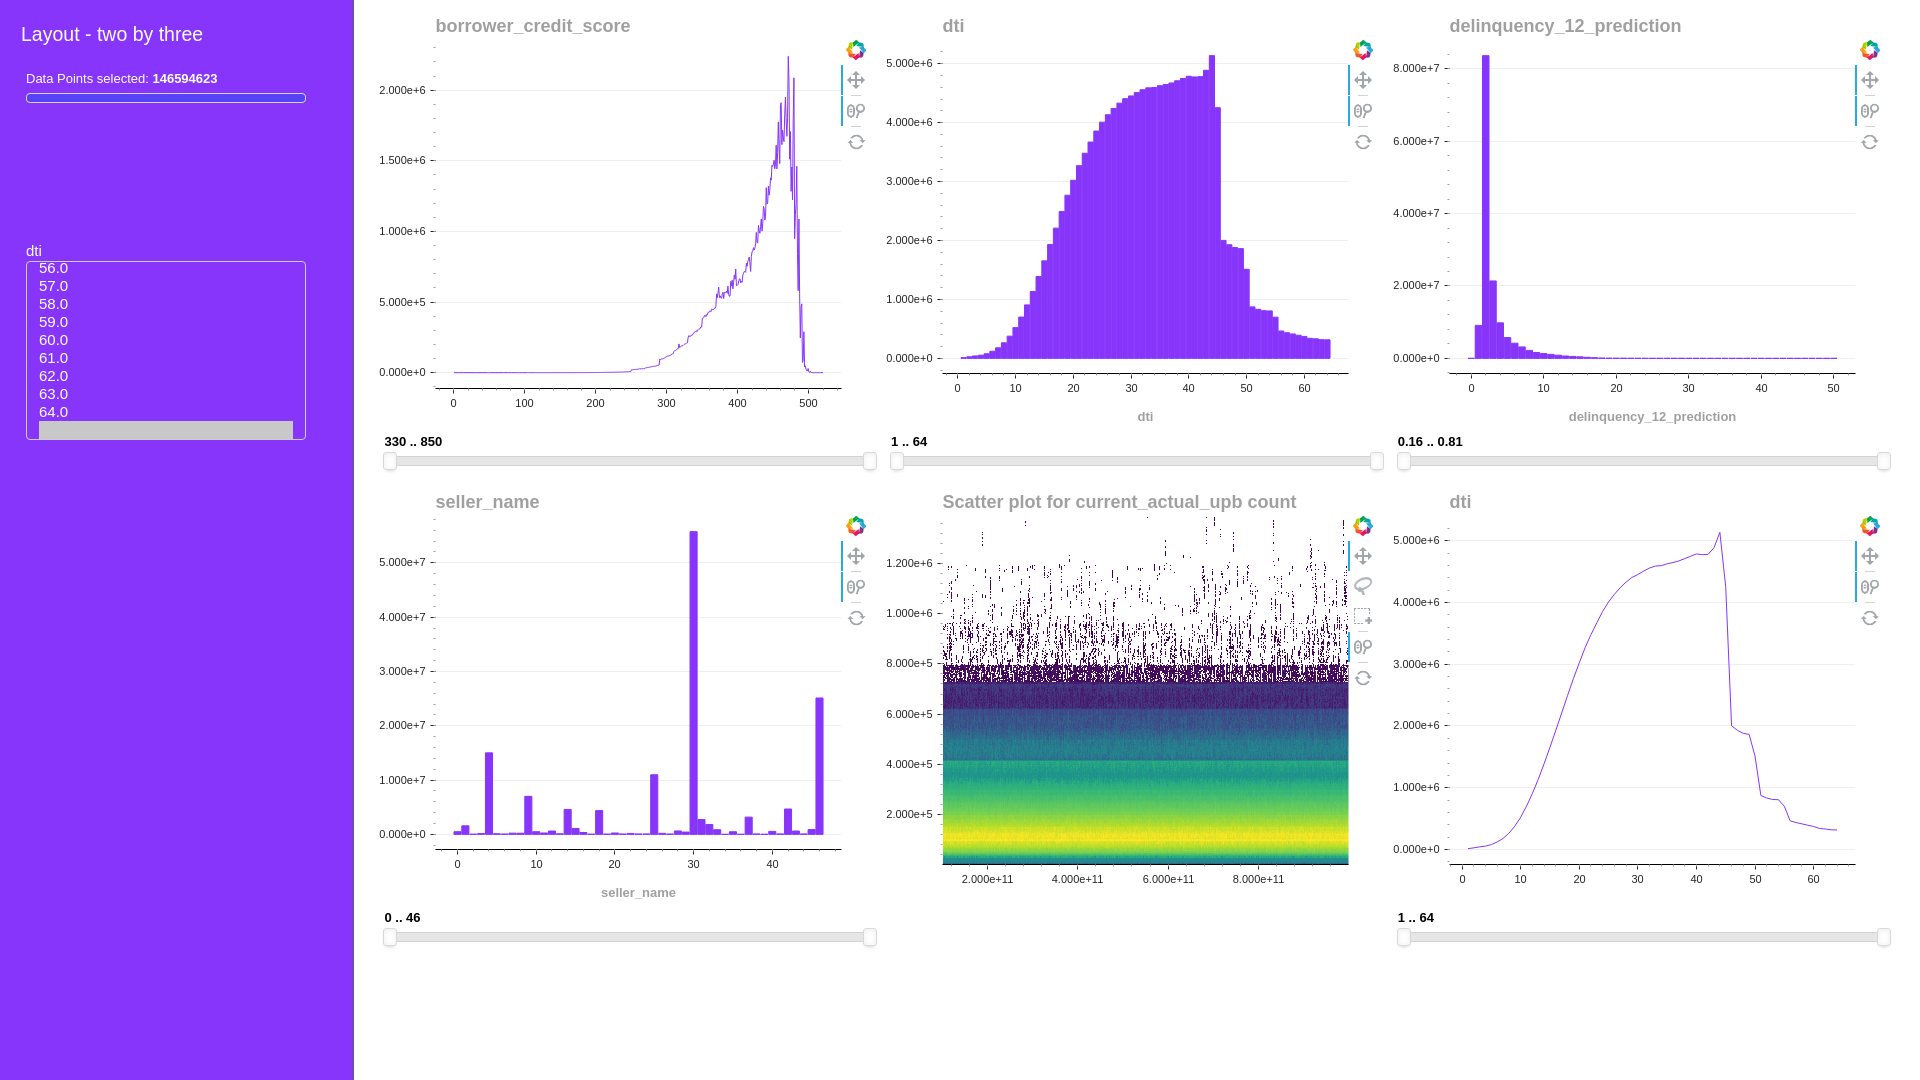 Layout - two by three
Data Points selected: 146594623
dti
56.0
57.0
58.0
59.0
60.0
61.0
62.0
63.0
64.0
borrower_credit_score
2.000e+6
1.500e+6
1.000e+6
5.000e+5
0.000e+0
0 100 200 300 400 500
330 .. 850
dti
5.000e+6
4.000e+6
3.000e+6
2.000e+6
1.000e+6
0.000e+0
0 10 20 30 40 50 60
dti
1 .. 64
delinquency_12_prediction
8.000e+7
6.000e+7
4.000e+7
2.000e+7
0.000e+0
0 10 20 30 40 50
delinquency_12_prediction
0.16 .. 0.81
seller_name
5.000e+7
4.000e+7
3.000e+7
2.000e+7
1.000e+7
0.000e+0
0 10 20 30 40
seller_name
0 .. 46
Scatter plot for current_actual_upb count
1.200e+6
1.000e+6
8.000e+5
6.000e+5
4.000e+5
2.000e+5
2.000e+11 4.000e+11 6.000e+11 8.000e+11
dti
5.000e+6
4.000e+6
3.000e+6
2.000e+6
1.000e+6
0.000e+0
0 10 20 30 40 50 60
1 .. 64